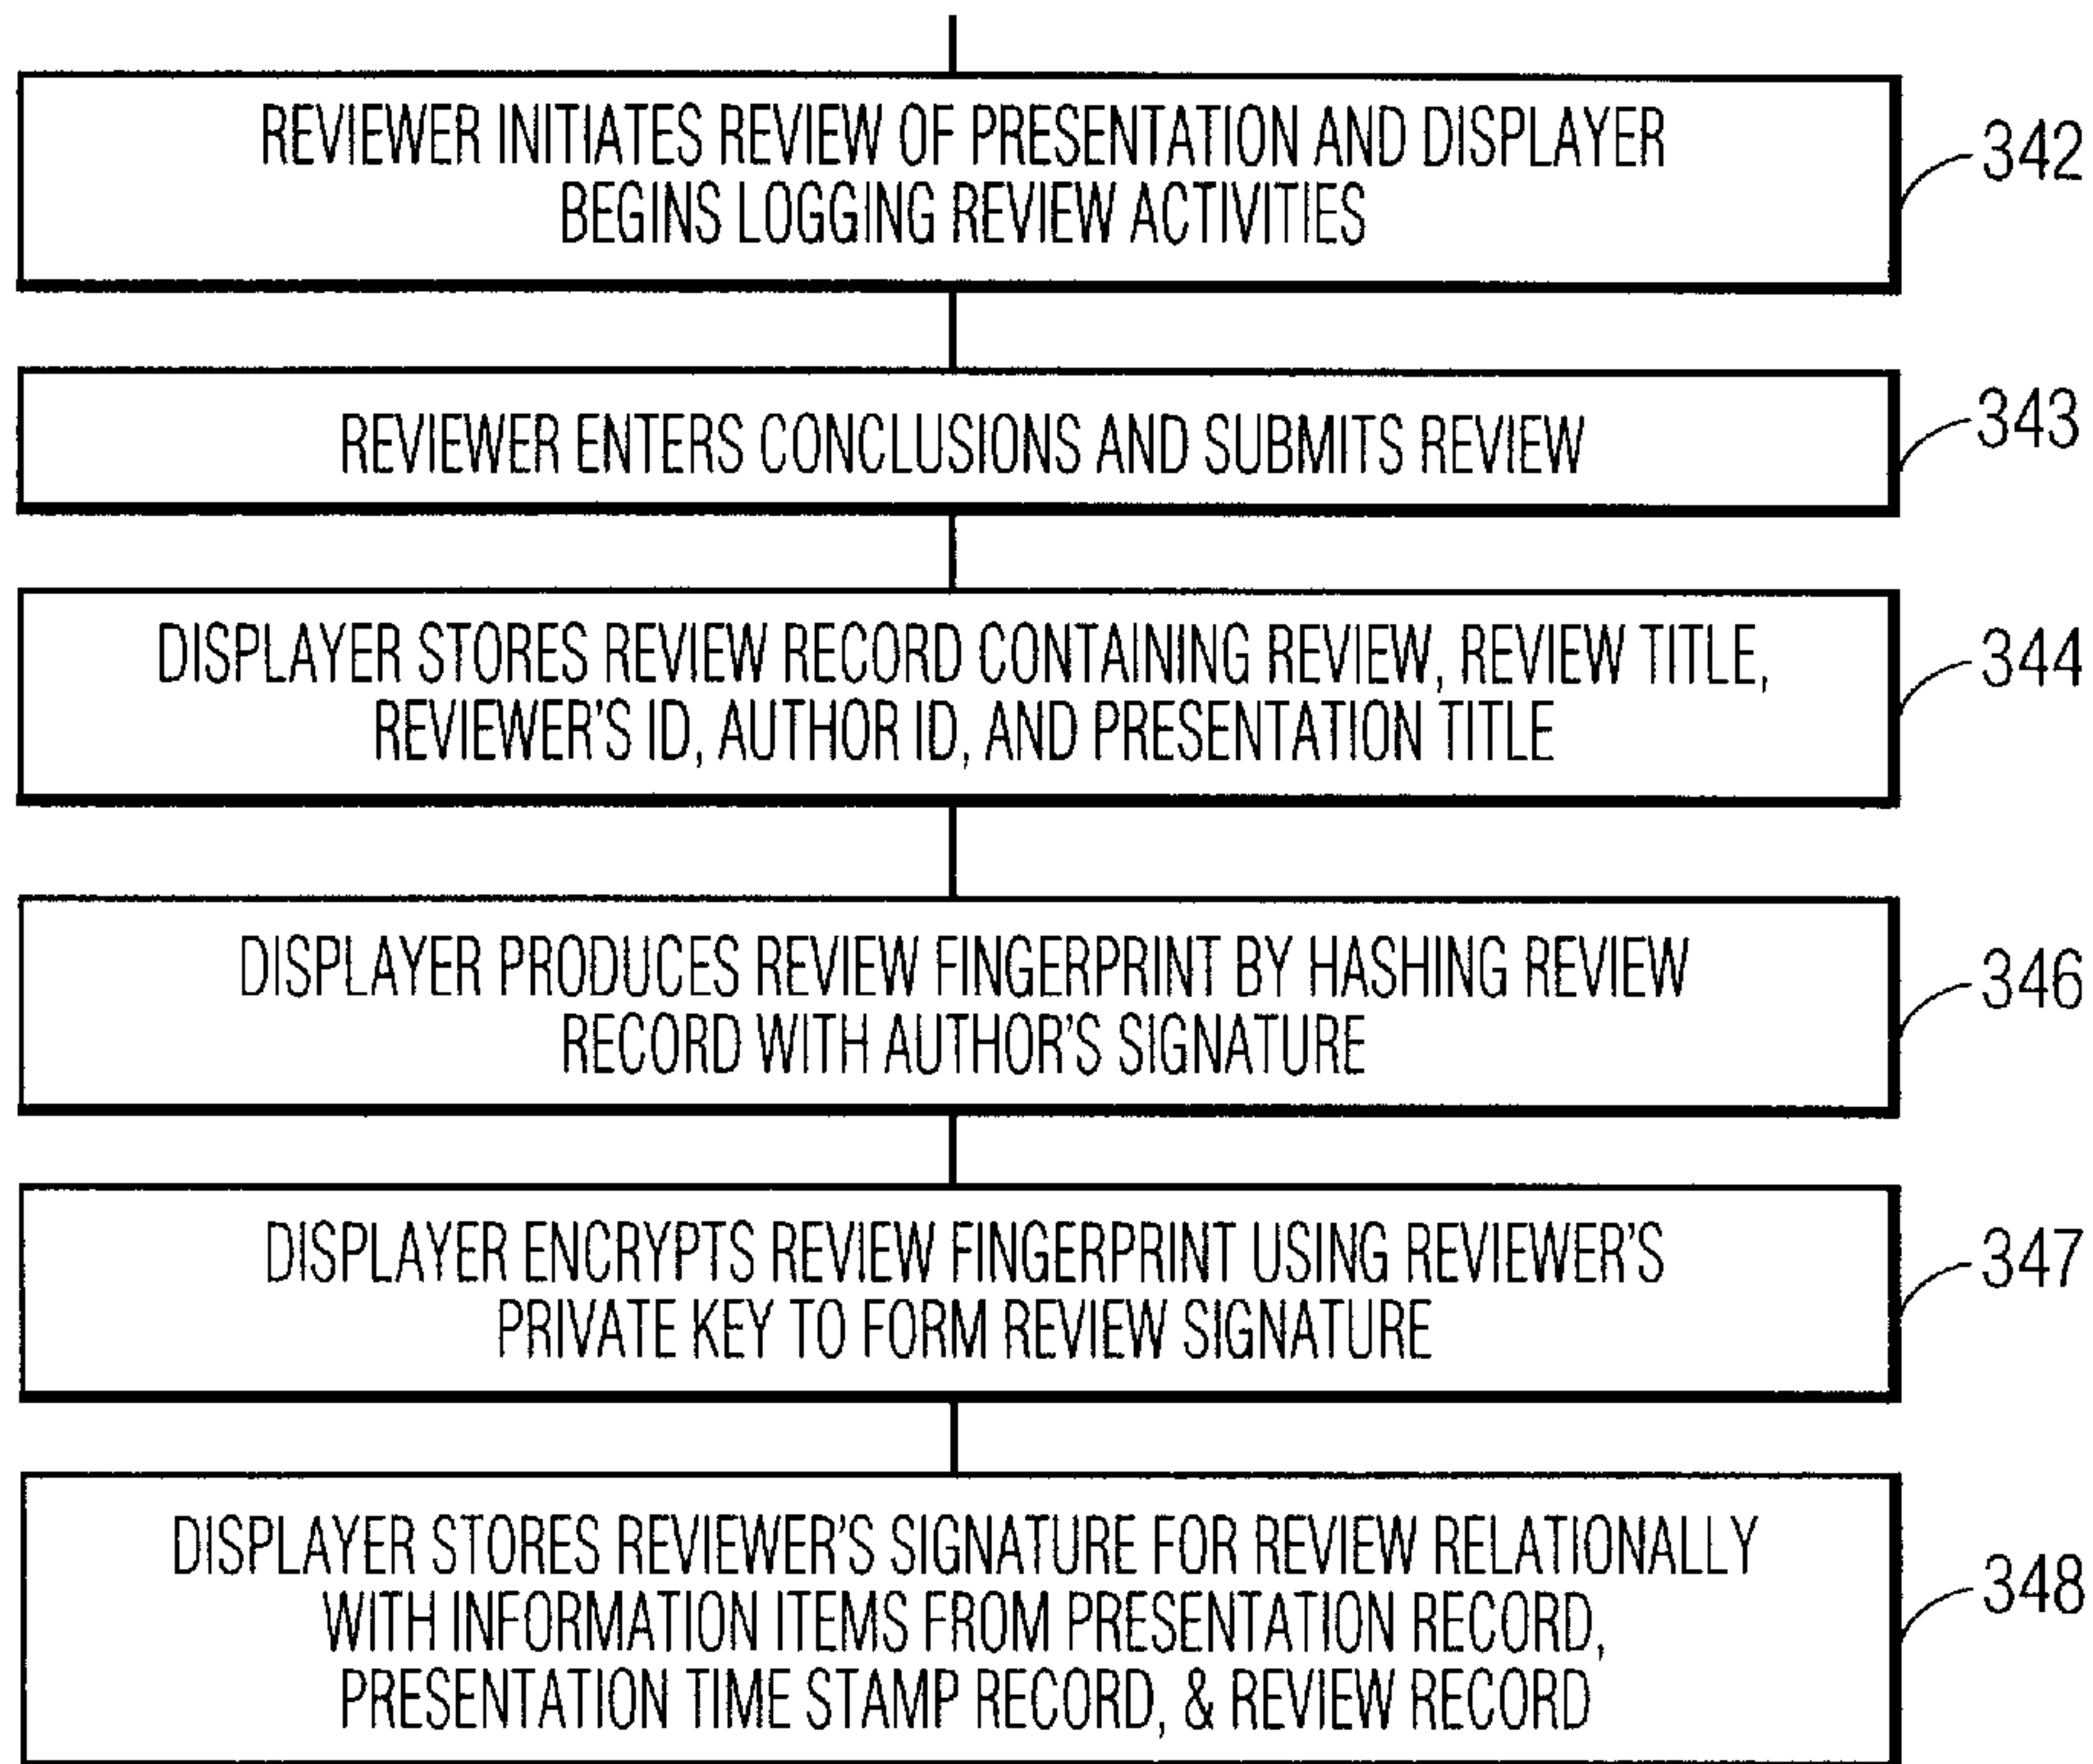 REVIEWER INITIATES REVIEW OF PRESENTATION AND DISPLAYER
BEGINS LOGGING REVIEW ACTIVITIES
342
REVIEWER ENTERS CONCLUSIONS AND SUBMITS REVIEW
343
DISPLAYER STORES REVIEW RECORD CONTAINING REVIEW, REVIEW TITLE,
REVIEWER'S ID, AUTHOR ID, AND PRESENTATION TITLE
344
DISPLAYER PRODUCES REVIEW FINGERPRINT BY HASHING REVIEW
RECORD WITH AUTHOR'S SIGNATURE
346
DISPLAYER ENCRYPTS REVIEW FINGERPRINT USING REVIEWER'S
PRIVATE KEY TO FORM REVIEW SIGNATURE
347
DISPLAYER STORES REVIEWER'S SIGNATURE FOR REVIEW RELATIONALLY
WITH INFORMATION ITEMS FROM PRESENTATION RECORD,
PRESENTATION TIME STAMP RECORD, & REVIEW RECORD
348